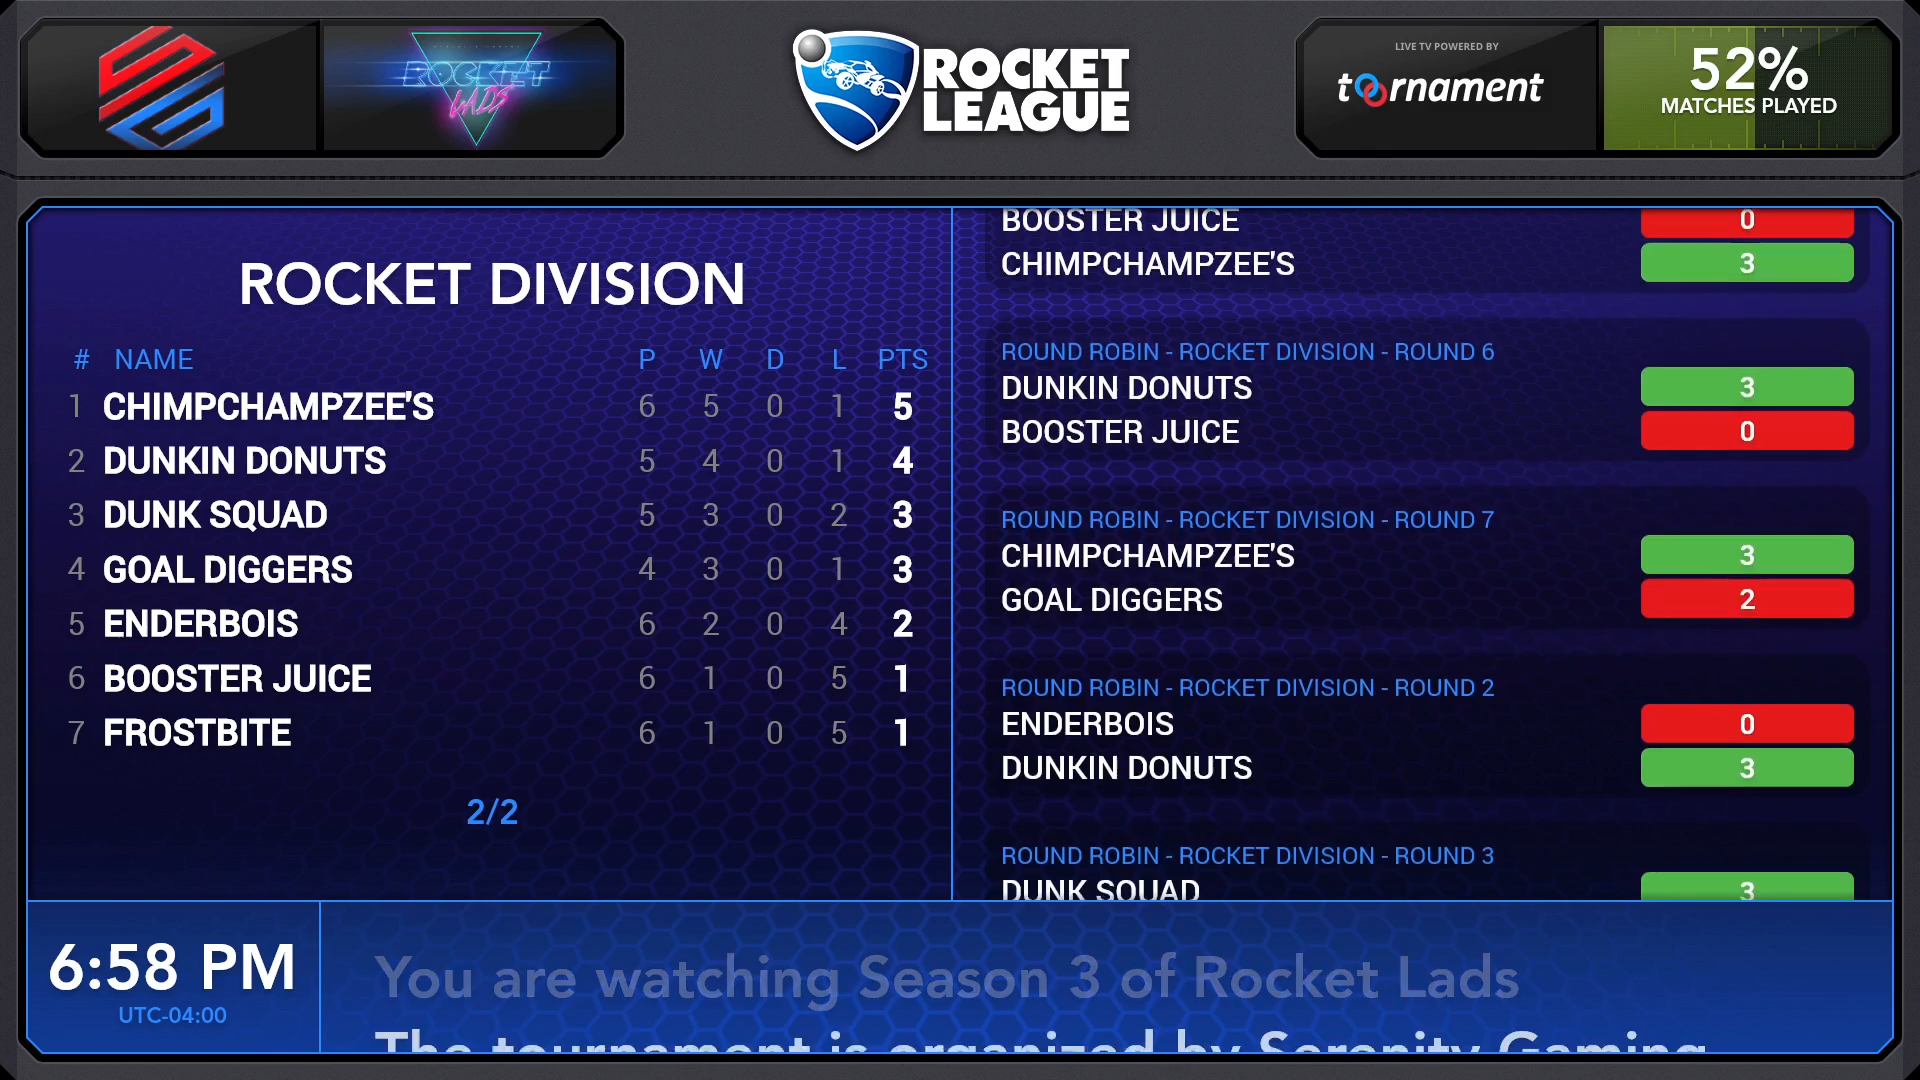 ROCKET
LADS
ROCKET
LEAGUE
LIVE TV POWERED BY
toornament
52%
MATCHES PLAYED
ROCKET DIVISION
# NAME P W D L PTS
1 CHIMPCHAMPZEE'S 6 5 0 1 5
2 DUNKIN DONUTS 5 4 0 1 4
3 DUNK SQUAD 5 3 0 2 3
4 GOAL DIGGERS 4 3 0 1 3
5 ENDERBOIS 6 2 0 4 2
6 BOOSTER JUICE 6 1 0 5 1
7 FROSTBITE 6 1 0 5 1
2/2
BOOSTER JUICE 0
CHIMPCHAMPZEE'S 3
ROUND ROBIN - ROCKET DIVISION - ROUND 6
DUNKIN DONUTS 3
BOOSTER JUICE 0
ROUND ROBIN - ROCKET DIVISION - ROUND 7
CHIMPCHAMPZEE'S 3
GOAL DIGGERS 2
ROUND ROBIN - ROCKET DIVISION - ROUND 2
ENDERBOIS 0
DUNKIN DONUTS 3
ROUND ROBIN - ROCKET DIVISION - ROUND 3
DUNK SQUAD 3
6:58 PM
UTC-04:00
You are watching Season 3 of Rocket Lads
The tournament is organized by Serenity Gaming